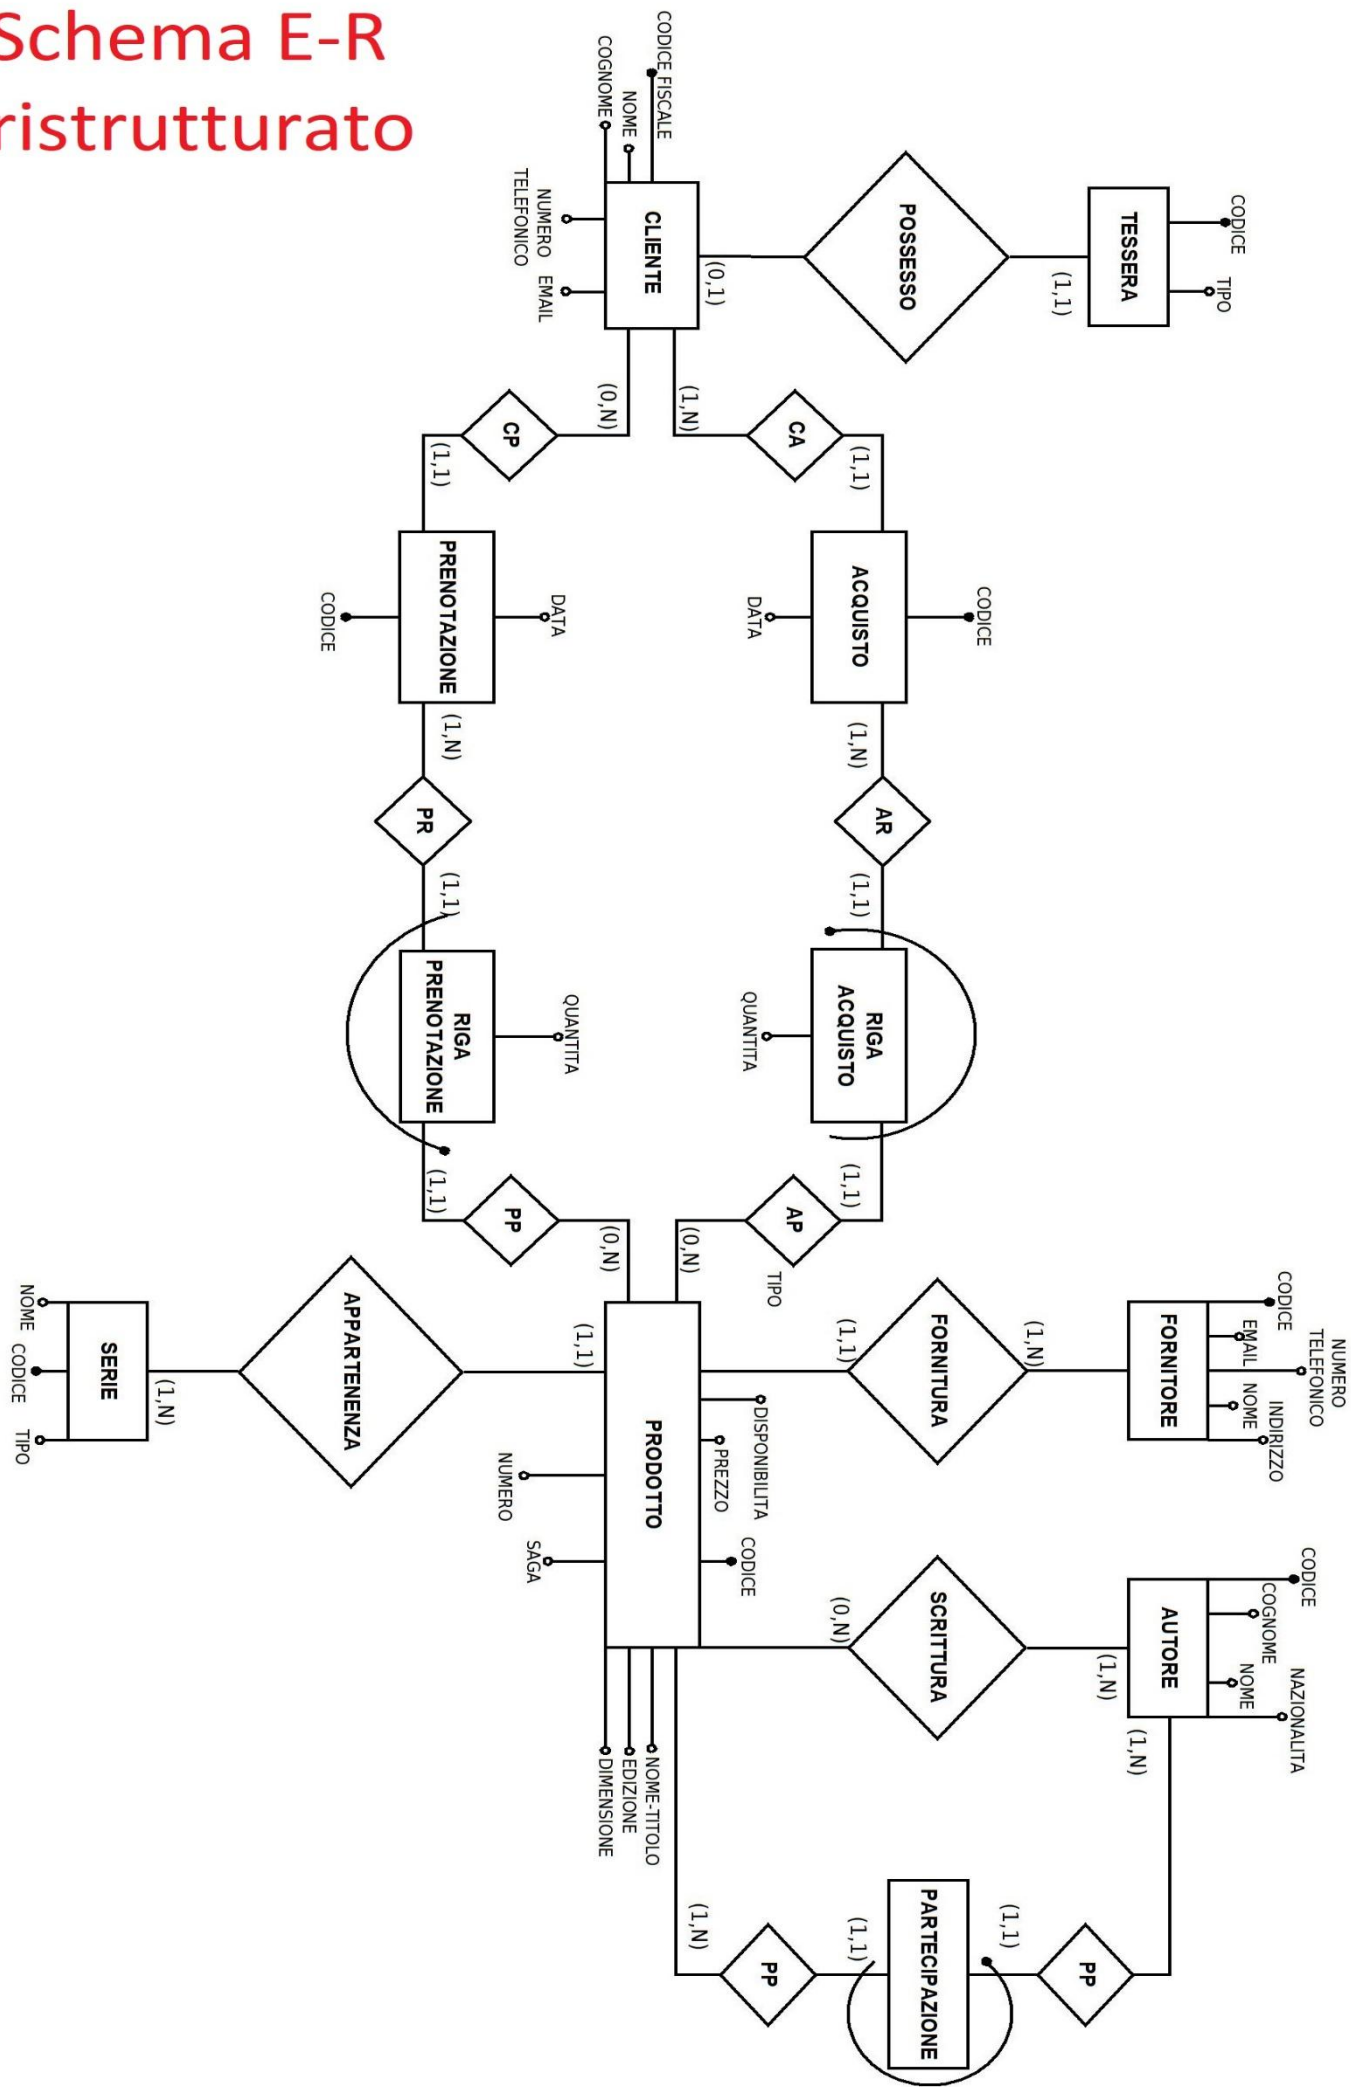 Schema E-R
ristrutturato
CODICE
TIPO
TESSERA
(1,1)
POSSESSO
(0,1)
CODICE FISCALE
NOME
COGNOME
NUMERO
TELEFONICO
EMAIL
CLIENTE
(1,N)
CA
(1,1)
(0,N)
CP
(1,1)
CODICE
ACQUISTO
DATA
DATA
PRENOTAZIONE
CODICE
(1,N)
AR
(1,1)
(1,N)
PR
(1,1)
RIGA
ACQUISTO
QUANTITA
QUANTITA
RIGA
PRENOTAZIONE
(1,1)
AP
(0,N)
(1,1)
PP
(0,N)
TIPO
NUMERO
TELEFONICO
CODICE
EMAIL
NOME
INDIRIZZO
FORNITORE
(1,N)
FORNITURA
(1,1)
DISPONIBILITA
PREZZO
CODICE
PRODOTTO
(1,1)
NUMERO
SAGA
APPARTENENZA
(1,N)
SERIE
NOME
CODICE
TIPO
CODICE
COGNOME
NOME
NAZIONALITA
AUTORE
(1,N)
(1,N)
SCRITTURA
(0,N)
NOME-TITOLO
EDIZIONE
DIMENSIONE
PP
(1,1)
PARTECIPAZIONE
(1,1)
PP
(1,N)